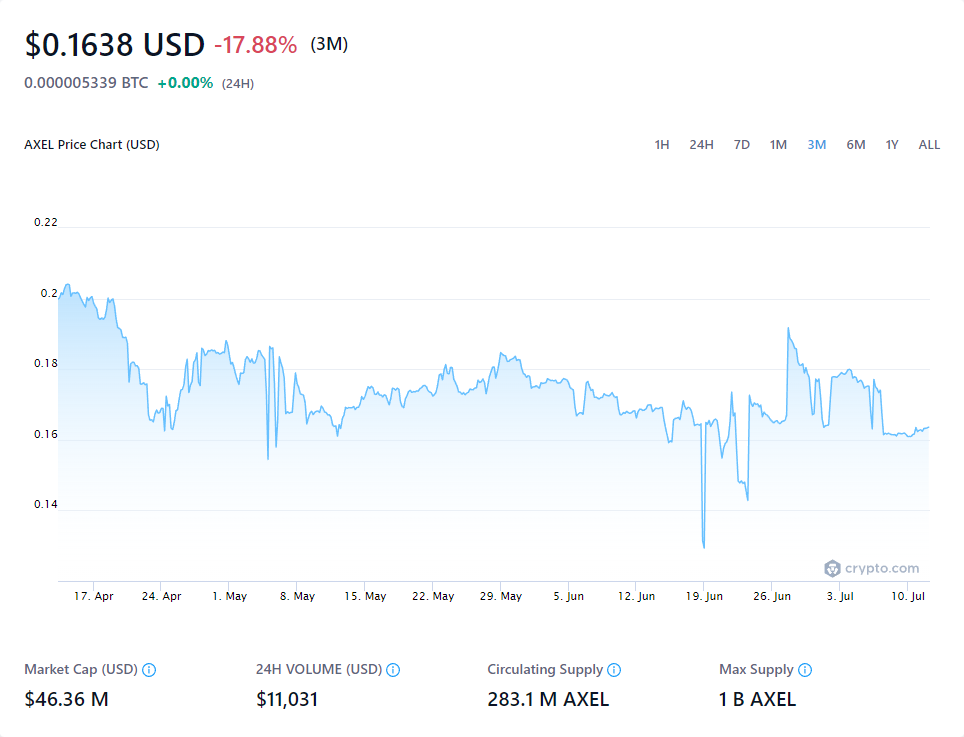 $0.1638 USD -17.88% (3M)
0.000005339 BTC +0.00% (24H)
AXEL Price Chart (USD) 1H 24H 7D 1M 3M 6M 1Y ALL
0.22
0.2
0.18
0.16
0.14
crypto.com
17. Apr 24. Apr 1. May 8. May 15. May 22. May 29. May 5. Jun 12. Jun 19. Jun 26. Jun 3. Jul 10. Jul
Market Cap (USD) 24H VOLUME (USD) Circulating Supply Max Supply
$46.36 M $11,031 283.1 M AXEL 1 B AXEL